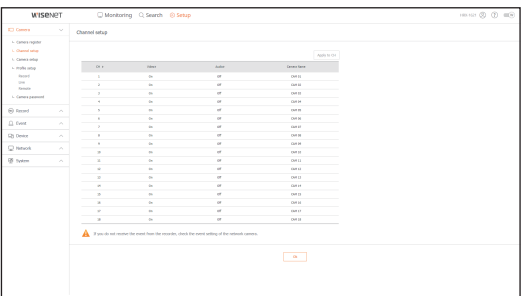 WISENET Monitoring Search Setup
Camera
Channel setup
Camera register
Channel setup
Camera setup
Profile setup
Record
Live
Remote
Camera password
Record
Event
Device
Network
System
Apply to CH
CH Video Audio Camera Name
1 On Off CAM 01
2 On Off CAM 02
3 On Off CAM 03
4 On Off CAM 04
5 On Off CAM 05
6 On Off CAM 06
7 On Off CAM 07
8 On Off CAM 08
9 On Off CAM 09
10 On Off CAM 10
11 On Off CAM 11
12 On Off CAM 12
13 On Off CAM 13
14 On Off CAM 14
15 On Off CAM 15
16 On Off CAM 16
17 On Off CAM 17
18 On Off CAM 18
If you do not receive the event from the recorder, check the event setting of the network camera.
Ok